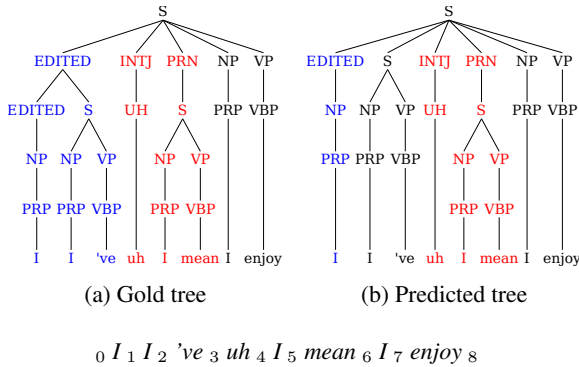 S S
EDITED INTJ PRN NP VP EDITED S INTJ PRN NP VP
EDITED S UH S PRP VBP NP NP VP UH S PRP VBP
NP NP VP NP VP PRP PRP VBP NP VP
PRP PRP VBP PRP VBP PRP VBP
I I 've uh I mean I enjoy I I 've uh I mean I enjoy
(a) Gold tree (b) Predicted tree
0 I 1 I 2 ’ve 3 uh 4 I 5 mean 6 I 7 enjoy 8